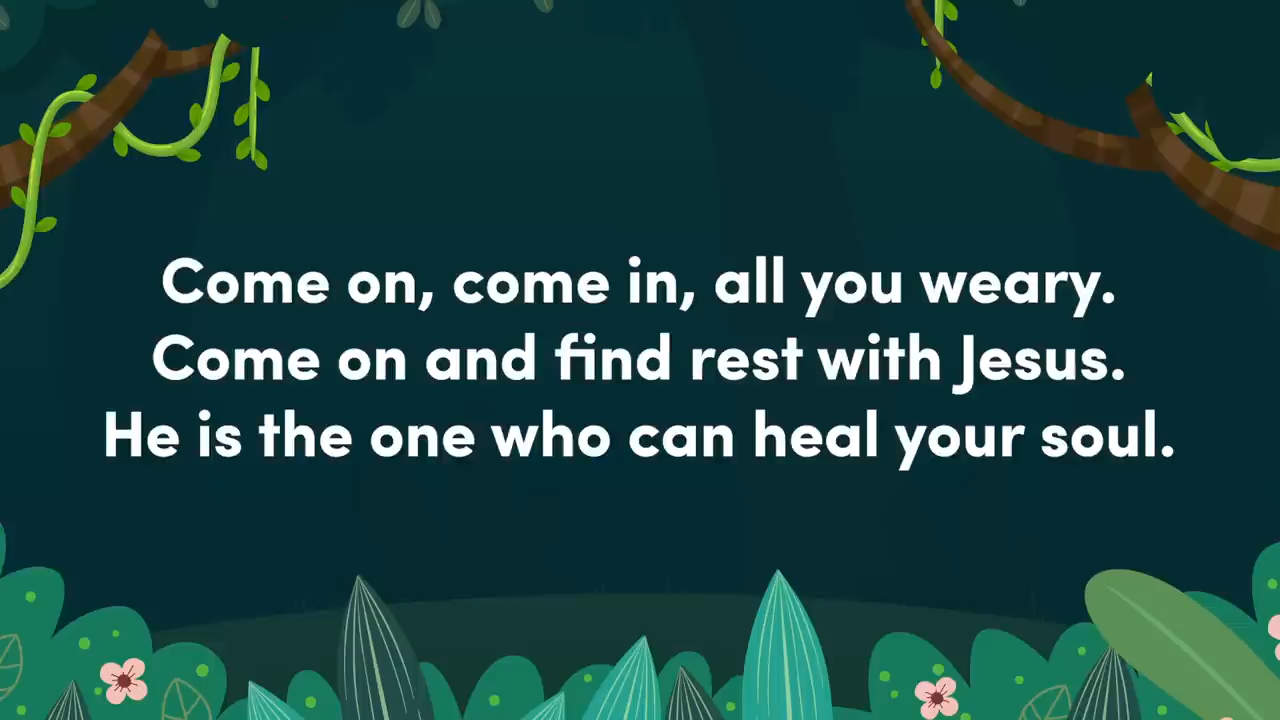 Come on, come in, all you weary.
Come on and find rest with Jesus.
He is the one who can heal your soul.